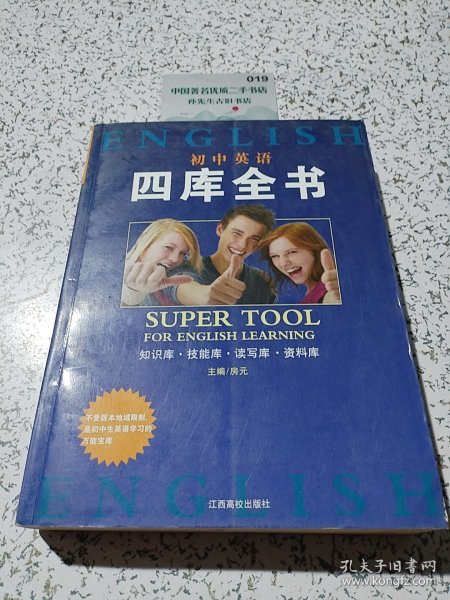 019
中国著名优质二手书店
孙先生古旧书店
ENGLISH
初中英语
四库全书
SUPER TOOL
FOR ENGLISH LEARNING
知识库·技能库·读写库·资料库
主编/房元
不受版本地域限制,
是初中生英语学习的
万能宝库
ENGLISH
江西高校出版社
孔夫子旧书网
www.kongfz.com